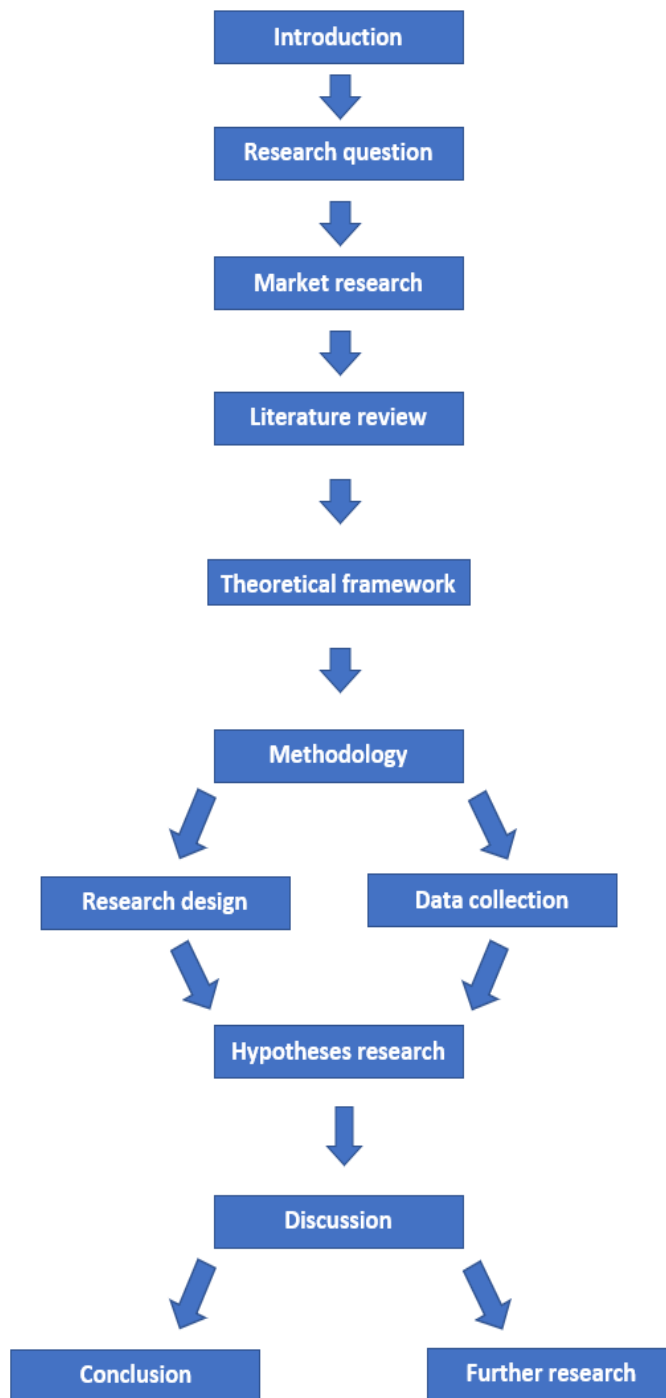 Introduction
Research question
Market research
Literature review
Theoretical framework
Methodology
Research design
Data collection
Hypotheses research
Discussion
Conclusion
Further research